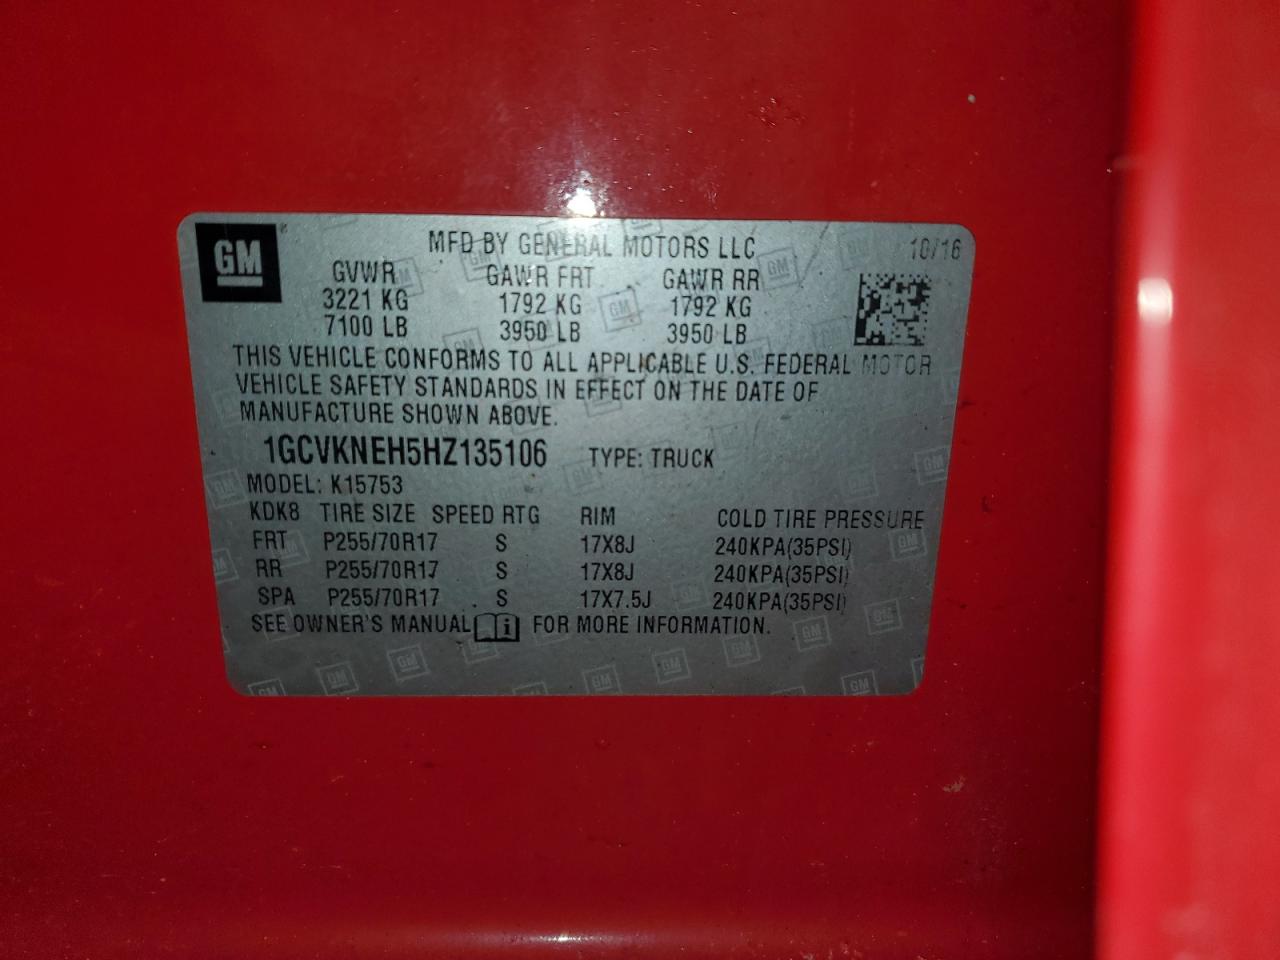 GM
MFD BY GENERAL MOTORS LLC 10/16
GVWR GAWR FRT GAWR RR
3221 KG 1792 KG 1792 KG
7100 LB 3950 LB 3950 LB
THIS VEHICLE CONFORMS TO ALL APPLICABLE U.S. FEDERAL MOTOR
VEHICLE SAFETY STANDARDS IN EFFECT ON THE DATE OF
MANUFACTURE SHOWN ABOVE.
1GCVKNEH5HZ135106 TYPE: TRUCK
MODEL: K15753
KDK8 TIRE SIZE SPEED RTG RIM COLD TIRE PRESSURE
FRT P255/70R17 S 17X8J 240KPA(35PSI)
RR P255/70R17 S 17X8J 240KPA(35PSI)
SPA P255/70R17 S 17X7.5J 240KPA(35PSI)
SEE OWNER'S MANUAL i FOR MORE INFORMATION.